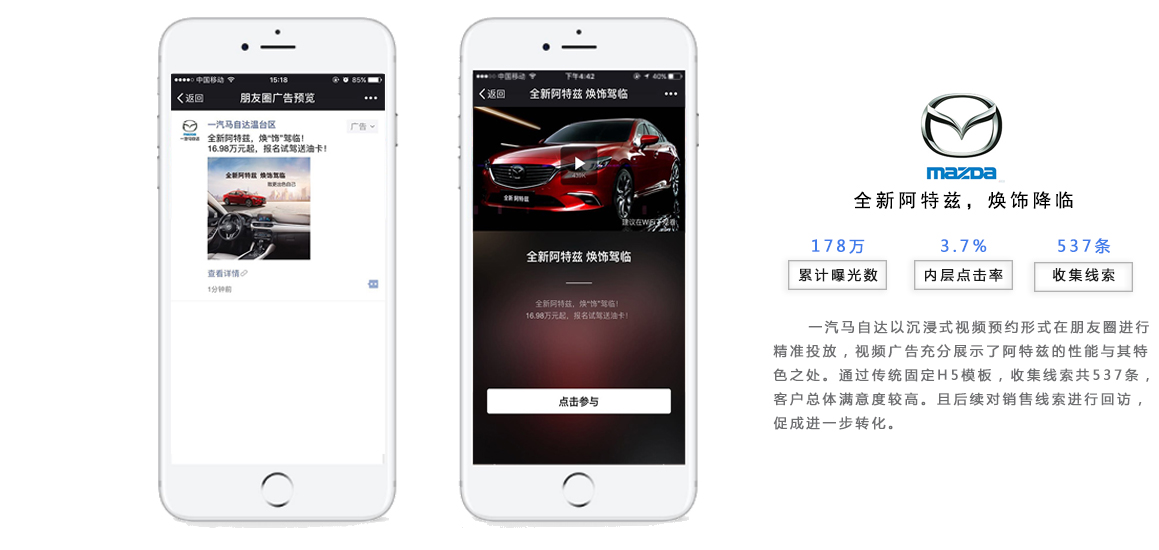 中国移动
15:18
85%
返回
朋友圈广告预览
一汽马自达温台区
广告
全新阿特兹，焕“饰”驾临！
16.98万元起，报名试驾送油卡！
全新阿特兹 焕饰驾临
查看详情
1分钟前
中国移动
下午4:42
40%
返回
全新阿特兹 焕饰驾临
全新 阿特兹
建议在WiFi下观看
全新阿特兹 焕饰驾临
全新阿特兹，焕“饰”驾临！
16.98万元起，报名试驾送油卡！
点击参与
mazda
全新阿特兹，焕饰降临
178万
3.7%
537条
累计曝光数
内层点击率
收集线索
一汽马自达以沉浸式视频预约形式在朋友圈进行
精准投放，视频广告充分展示了阿特兹的性能与其特
色之处。通过传统固定H5模板，收集线索共537条，
客户总体满意度较高。且后续对销售线索进行回访，
促成进一步转化。